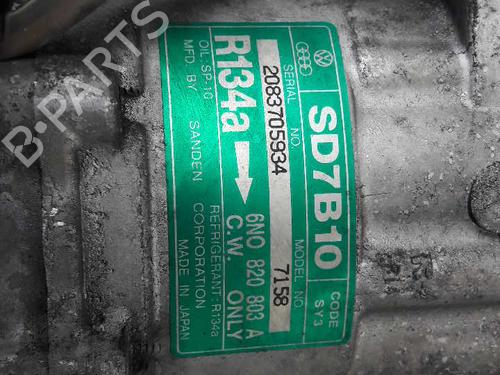 SD7B10
CODE
SY3
SERIAL NO.
MODEL NO.
2083705934
7158
R134a
6N0 820 803 A
C.W. ONLY
REFRIGERANT: R134a
OIL: SP-10
MFD. BY SANDEN CORPORATION
MADE IN JAPAN
B-PARTS